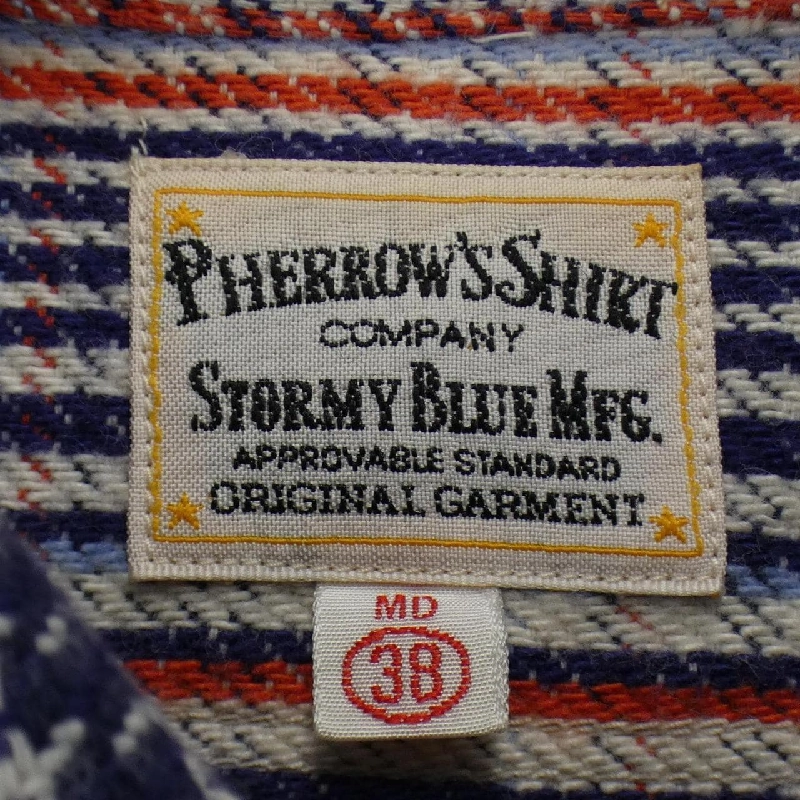 PHERROW'S SHIRT
COMPANY
STORMY BLUE MFG.
APPROVABLE STANDARD
ORIGINAL GARMENT
MD
38